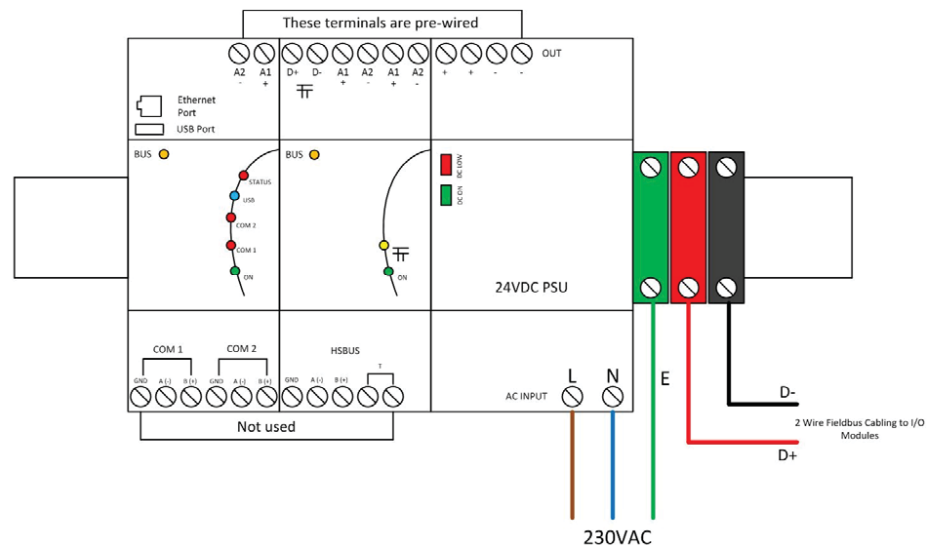 These terminals are pre-wired
A2 A1 D+ D- A1 A2 A1 A2 + + - - OUT
- + + - + -
Ethernet
Port
USB Port
BUS BUS
DC LOW
DC ON
STATUS
USB
COM 2
COM 1
ON
ON
24VDC PSU
COM 1 COM 2 HSBUS T
GND A (-) B (+) GND A (-) B (+) GND A (-) B (+)
AC INPUT L N
E
Not used
D-
2 Wire Fieldbus Cabling to I/O
Modules
D+
230VAC